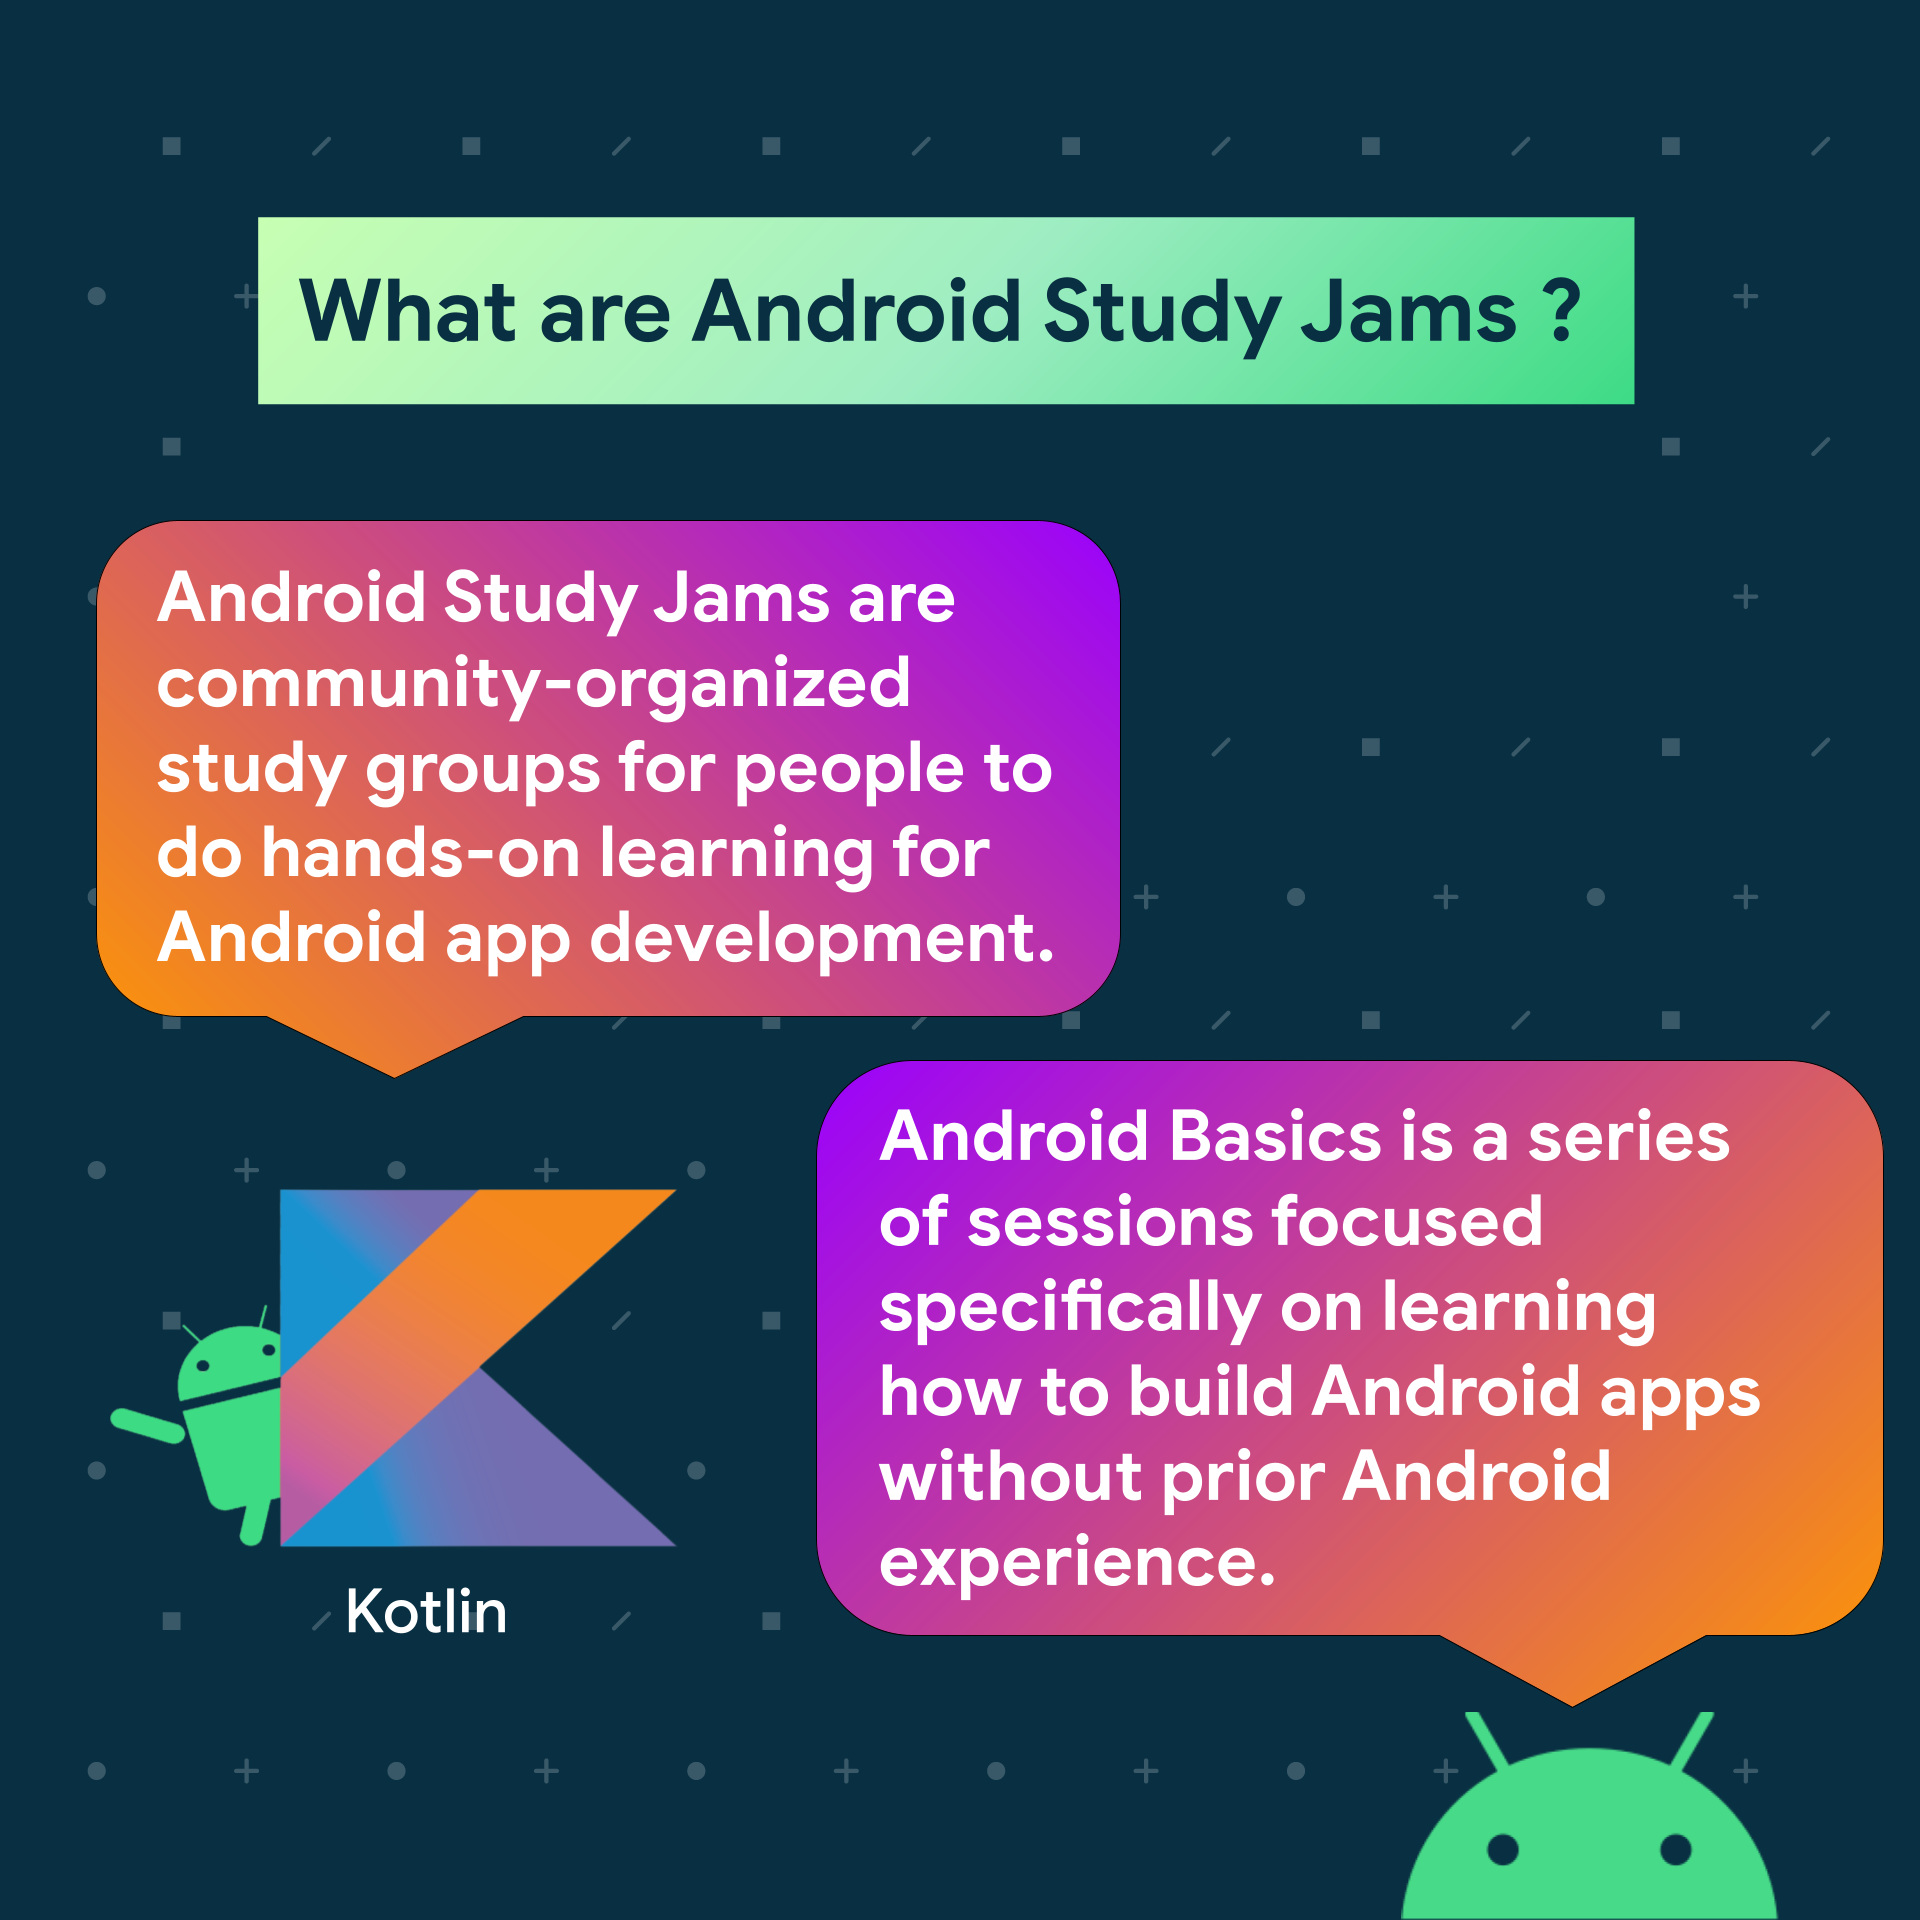 What are Android Study Jams ?
Android Study Jams are
community-organized
study groups for people to
do hands-on learning for
Android app development.
Android Basics is a series
of sessions focused
specifically on learning
how to build Android apps
without prior Android
experience.
Kotlin